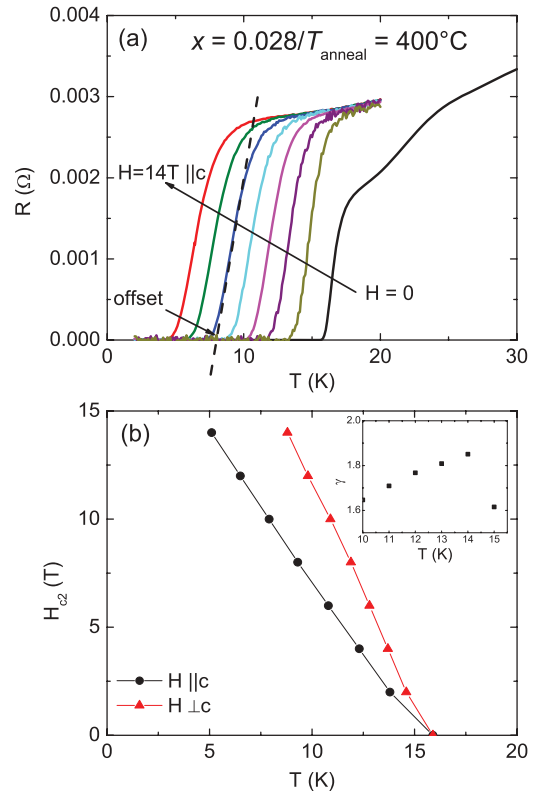 (a) x = 0.028/T_anneal = 400°C
0.004
0.003
0.002
0.001
0.000
R (Ω)
H=14T ||c
H = 0
offset
5 10 15 20 25 30
T (K)
(b)
15
10
5
0
H_c2 (T)
2.0
1.8
1.6
γ
10 11 12 13 14 15
T (K)
H ||c
H ⊥c
0 5 10 15 20
T (K)